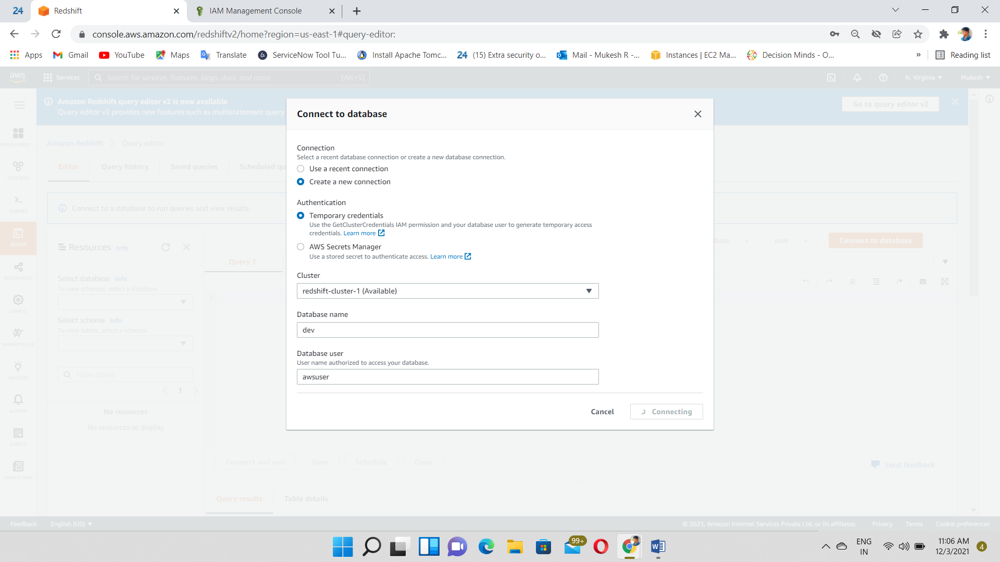 24
Redshift
IAM Management Console
console.aws.amazon.com/redshiftv2/home?region=us-east-1#query-editor:
Apps
Gmail
YouTube
Maps
Translate
ServiceNow Tool Tu...
Install Apache Tomc...
24 (15) Extra security o...
Mail - Mukesh R -...
Instances | EC2 Ma...
Decision Minds - O...
»
Reading list
aws
Services
Search for services, features, blogs, docs, and more
[Alt+S]
N. Virginia
Mukesh
Amazon Redshift query editor v2 is now available
Query editor v2 provides new features such as multistatement query
Go to query editor v2
PROVISIONED ...
CLUSTERS
QUERIES
EDITOR
DATASHARES
CONFIG
MARKETPLACE
ADVISOR
ALARMS
EVENTS
WHAT'S NEW
Amazon Redshift
Query editor
Editor
Query history
Saved queries
Scheduled qu
Connect to a database to run queries and view results.
Resources Info
Select database Info
To view schemas, select a database.
Select schema Info
To view tables, select a schema.
Filter tables
1
No resources
No resources to display
Query 1
base - user -
Connect to database
1
Connect to database
Connection
Select a recent database connection or create a new database connection.
Use a recent connection
Create a new connection
Authentication
Temporary credentials
Use the GetClusterCredentials IAM permission and your database user to generate temporary access
credentials. Learn more
AWS Secrets Manager
Use a stored secret to authenticate access. Learn more
Cluster
redshift-cluster-1 (Available)
Database name
dev
Database user
User name authorized to access your database.
awsuser
Cancel
Connecting
Connect and run
Save
Schedule
Clear
Send feedback
Query results
Table details
Feedback
English (US)
© 2021, Amazon Internet Services Private Ltd. or its affiliates.
Privacy
Terms
Cookie preferences
99+
ENG
IN
11:06 AM
12/3/2021
4